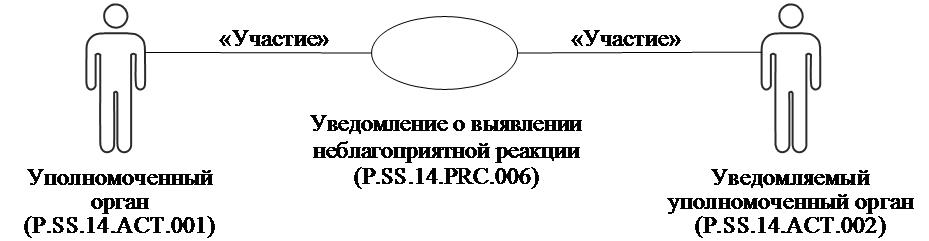 «Участие»
«Участие»
Уведомление о выявлении
неблагоприятной реакции
(P.SS.14.PRC.006)
Уполномоченный
орган
(P.SS.14.ACT.001)
Уведомляемый
уполномоченный орган
(P.SS.14.ACT.002)